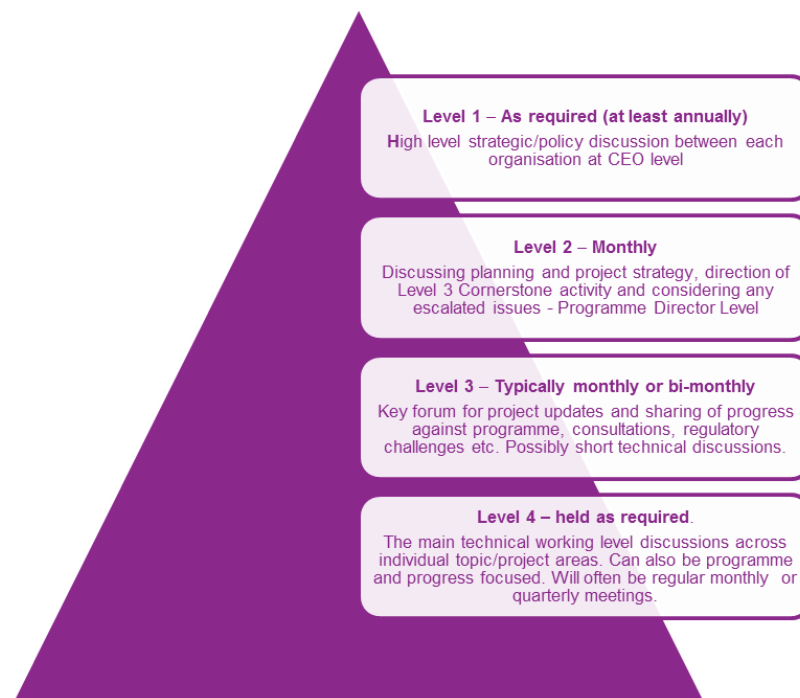 Level 1 – As required (at least annually)
High level strategic/policy discussion between each
organisation at CEO level
Level 2 – Monthly
Discussing planning and project strategy, direction of
Level 3 Cornerstone activity and considering any
escalated issues - Programme Director Level
Level 3 – Typically monthly or bi-monthly
Key forum for project updates and sharing of progress
against programme, consultations, regulatory
challenges etc. Possibly short technical discussions.
Level 4 – held as required.
The main technical working level discussions across
individual topic/project areas. Can also be programme
and progress focused. Will often be regular monthly or
quarterly meetings.